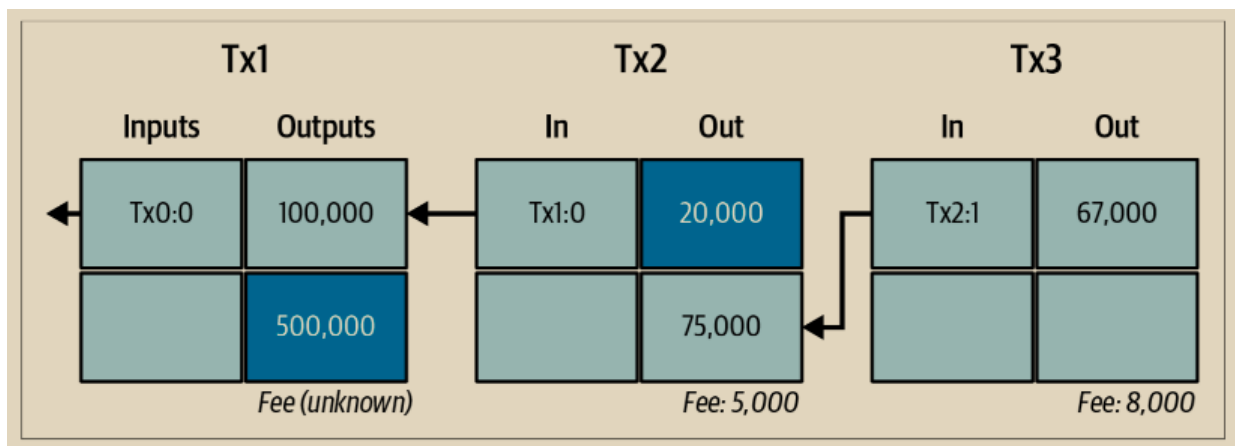 Tx1
Tx2
Tx3
Inputs Outputs
In Out
In Out
Tx0:0 100,000
Tx1:0 20,000
Tx2:1 67,000
500,000
75,000
Fee (unknown)
Fee: 5,000
Fee: 8,000